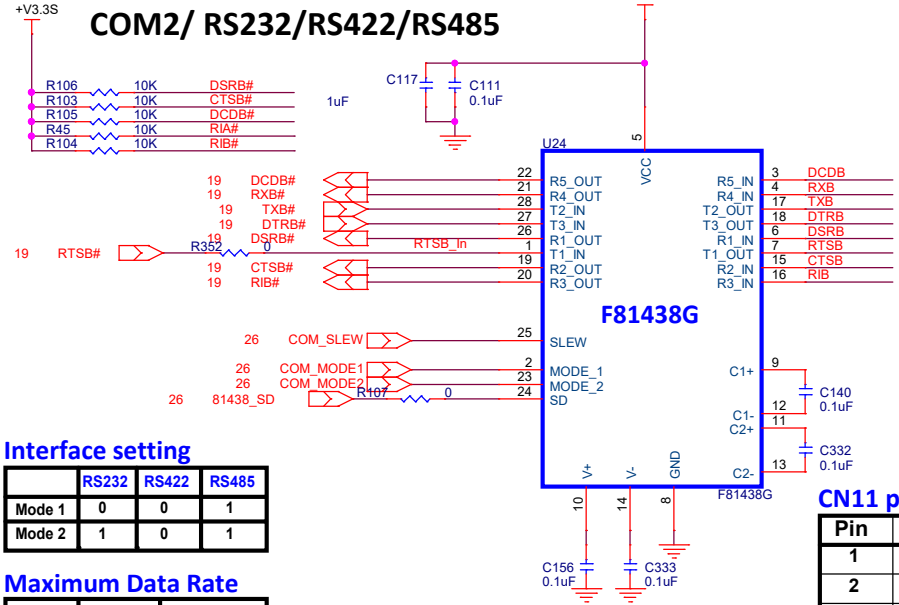 +V3.3S
COM2/ RS232/RS422/RS485
R106 10K DSRB#
R103 10K CTSB#
R105 10K DCDB#
R45 10K RIA#
R104 10K RIB#
1uF
C117
C111
0.1uF
U24
5
VCC
19 DCDB# 22 R5_OUT
19 RXB# 21 R4_OUT
19 TXB# 28 T2_IN
19 DTRB# 27 T3_IN
19 DSRB# 26 R1_OUT
19 RTSB# R352 0 RTSB_In 1 T1_IN
19 CTSB# 19 R2_OUT
19 RIB# 20 R3_OUT
R5_IN 3 DCDB
R4_IN 4 RXB
T2_OUT 17 TXB
T3_OUT 18 DTRB
R1_IN 6 DSRB
T1_OUT 7 RTSB
R2_IN 15 CTSB
R3_IN 16 RIB
F81438G
26 COM_SLEW 25 SLEW
26 COM_MODE1 2 MODE_1
26 COM_MODE2 23 MODE_2
26 81438_SD R107 0 24 SD
C1+ 9
C140
0.1uF
C1- 12
C2+ 11
C332
0.1uF
C2- 13
F81438G
V+ V- GND
10 14 8
C156
0.1uF
C333
0.1uF
Interface setting
RS232 RS422 RS485
Mode 1 0 0 1
Mode 2 1 0 1
Maximum Data Rate
CN11 p
Pin
1
2